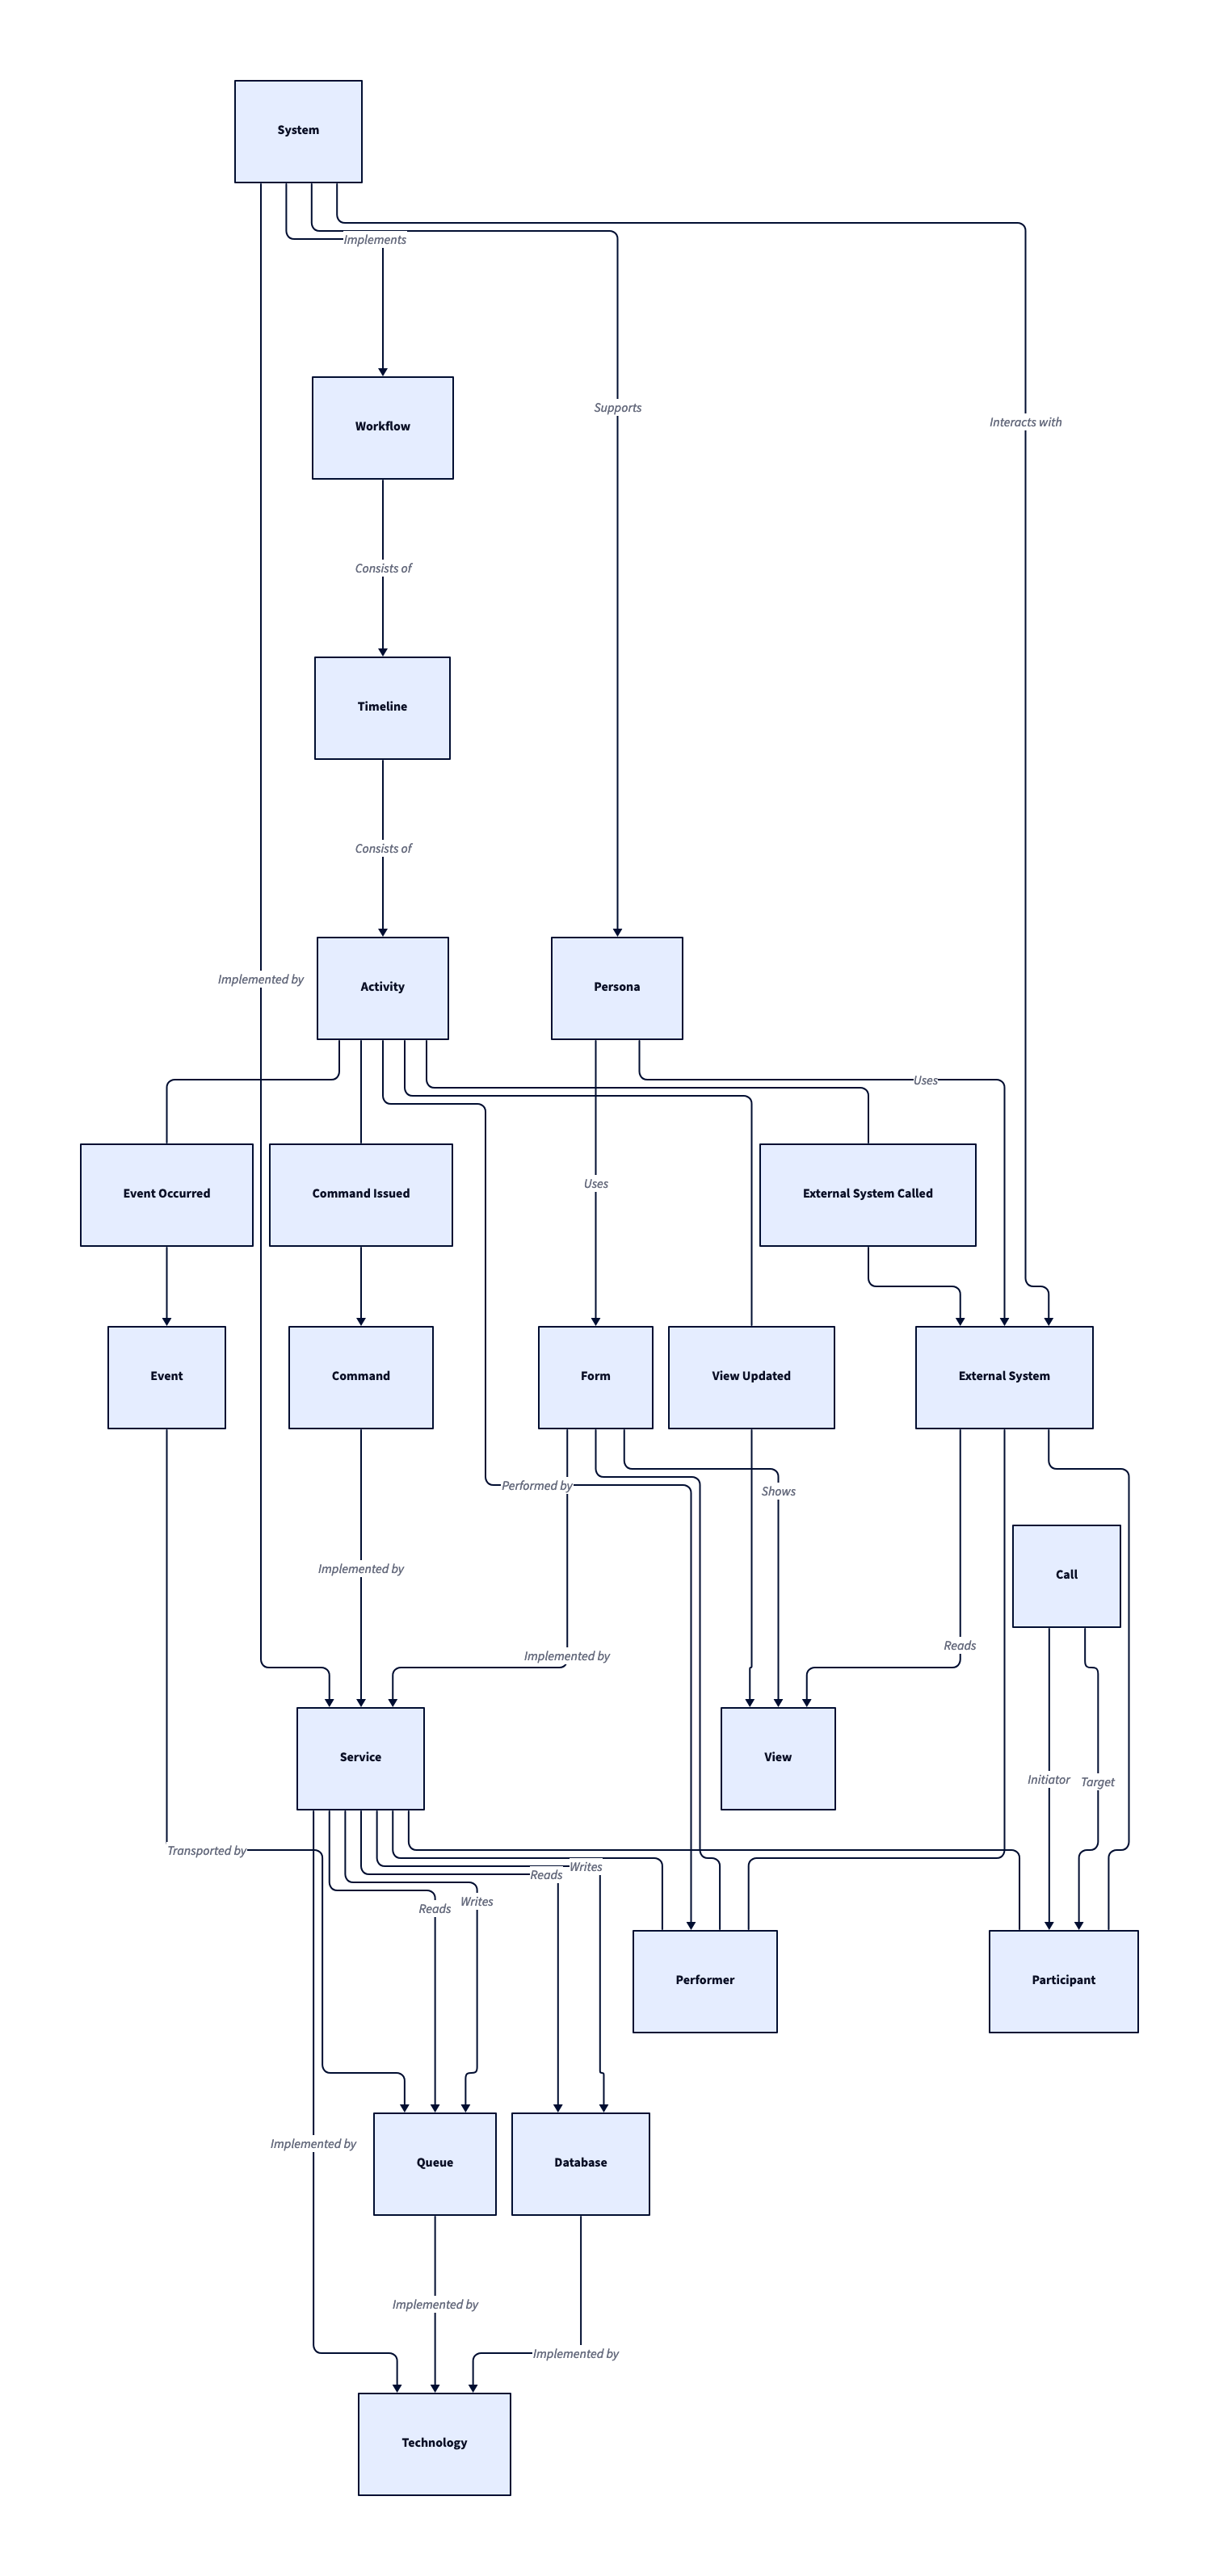 System
Implements
Supports
Interacts with
Workflow
Consists of
Timeline
Consists of
Implemented by
Activity
Persona
Uses
Event Occurred
Command Issued
Uses
External System Called
Event
Command
Form
View Updated
External System
Performed by
Shows
Implemented by
Call
Implemented by
Reads
Service
View
Initiator
Target
Transported by
Reads
Writes
Reads
Writes
Performer
Participant
Implemented by
Queue
Database
Implemented by
Implemented by
Technology